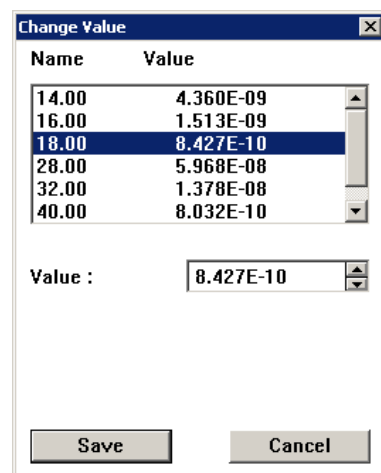 Change Value
Name Value
14.00 4.360E-09
16.00 1.513E-09
18.00 8.427E-10
28.00 5.968E-08
32.00 1.378E-08
40.00 8.032E-10
Value : 8.427E-10
Save Cancel